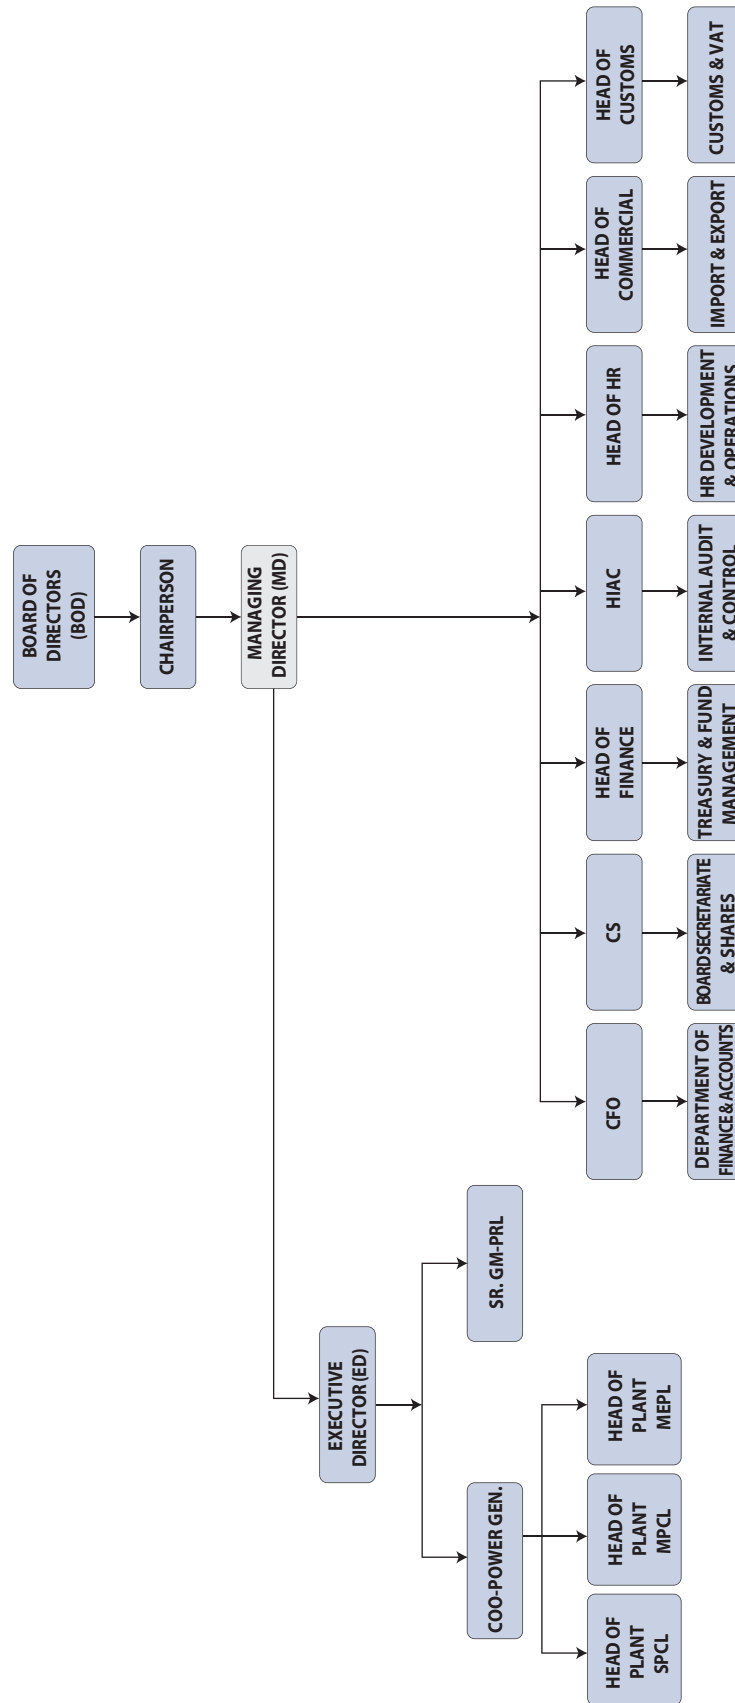 BOARD OF
DIRECTORS
(BOD)
CHAIRPERSON
MANAGING
DIRECTOR (MD)
EXECUTIVE
DIRECTOR (ED)
COO-POWER GEN.
SR. GM-PRL
HEAD OF
PLANT
SPCL
HEAD OF
PLANT
MPCL
HEAD OF
PLANT
MEPL
CFO
CS
HEAD OF
FINANCE
HIAC
HEAD OF HR
HEAD OF
COMMERCIAL
HEAD OF
CUSTOMS
DEPARTMENT OF
FINANCE & ACCOUNTS
BOARD SECRETARIATE
& SHARES
TREASURY & FUND
MANAGEMENT
INTERNAL AUDIT
& CONTROL
HR DEVELOPMENT
& OPERATIONS
IMPORT & EXPORT
CUSTOMS & VAT